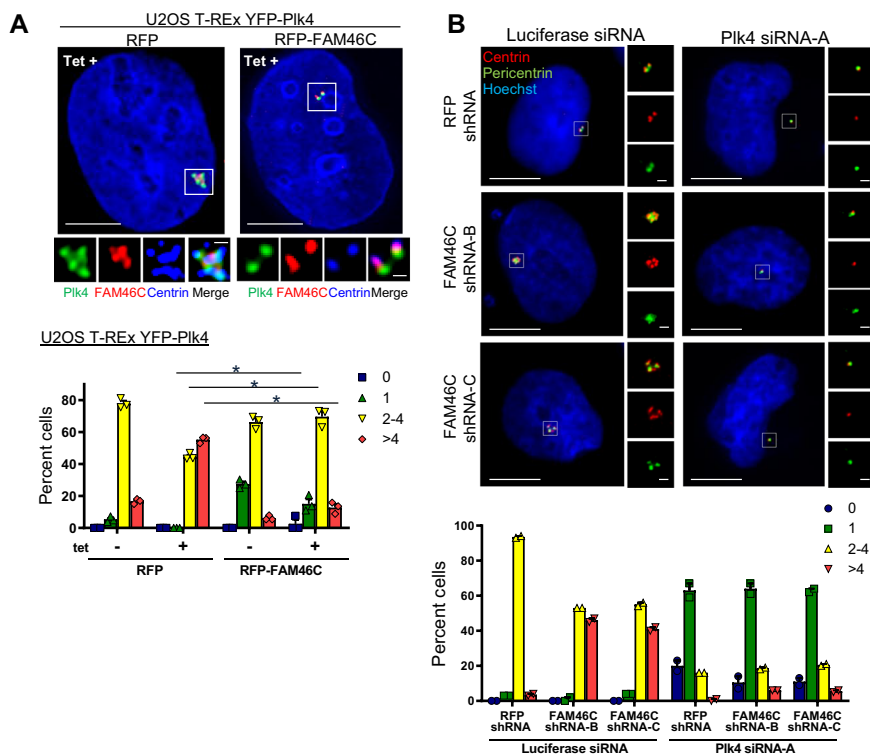 A
U2OS T-REx YFP-Plk4
RFP
RFP-FAM46C
Tet +
Tet +
Plk4 FAM46C Centrin Merge
Plk4 FAM46C Centrin Merge
U2OS T-REx YFP-Plk4
Percent cells
80
60
40
20
0
* * *
0
1
2-4
>4
tet - + - +
RFP RFP-FAM46C
B
Luciferase siRNA
Plk4 siRNA-A
Centrin
Pericentrin
Hoechst
RFP
shRNA
FAM46C
shRNA-B
FAM46C
shRNA-C
Percent cells
100
80
60
40
20
0
0
1
2-4
>4
RFP FAM46C FAM46C RFP FAM46C FAM46C
shRNA shRNA-B shRNA-C shRNA shRNA-B shRNA-C
Luciferase siRNA Plk4 siRNA-A